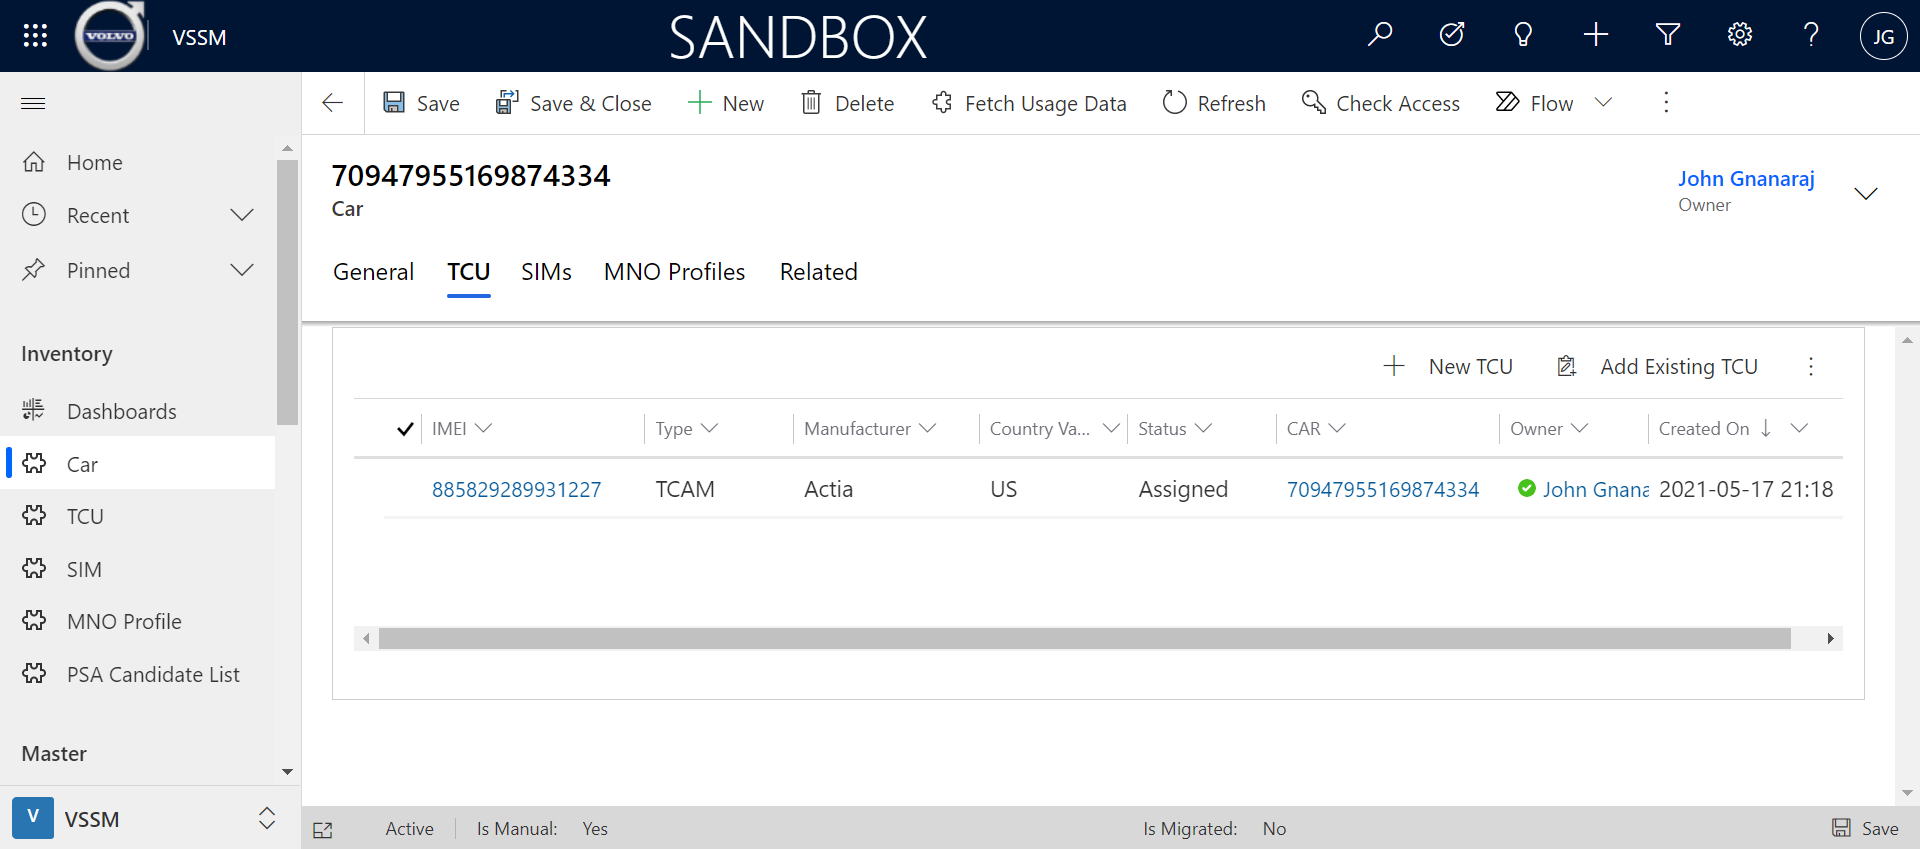 VOLVO
VSSM
SANDBOX
JG
Save
Save & Close
New
Delete
Fetch Usage Data
Refresh
Check Access
Flow
Home
Recent
Pinned
Inventory
Dashboards
Car
TCU
SIM
MNO Profile
PSA Candidate List
Master
V
VSSM
70947955169874334
Car
John Gnanaraj
Owner
General
TCU
SIMs
MNO Profiles
Related
New TCU
Add Existing TCU
IMEI
Type
Manufacturer
Country Va...
Status
CAR
Owner
Created On
885829289931227
TCAM
Actia
US
Assigned
70947955169874334
John Gnana
2021-05-17 21:18
Active
Is Manual:
Yes
Is Migrated:
No
Save